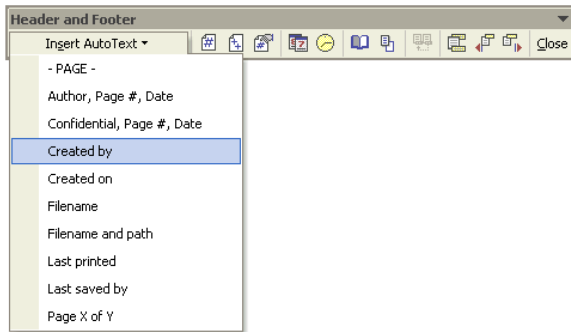 Header and Footer
Insert AutoText Close
- PAGE -
Author, Page #, Date
Confidential, Page #, Date
Created by
Created on
Filename
Filename and path
Last printed
Last saved by
Page X of Y